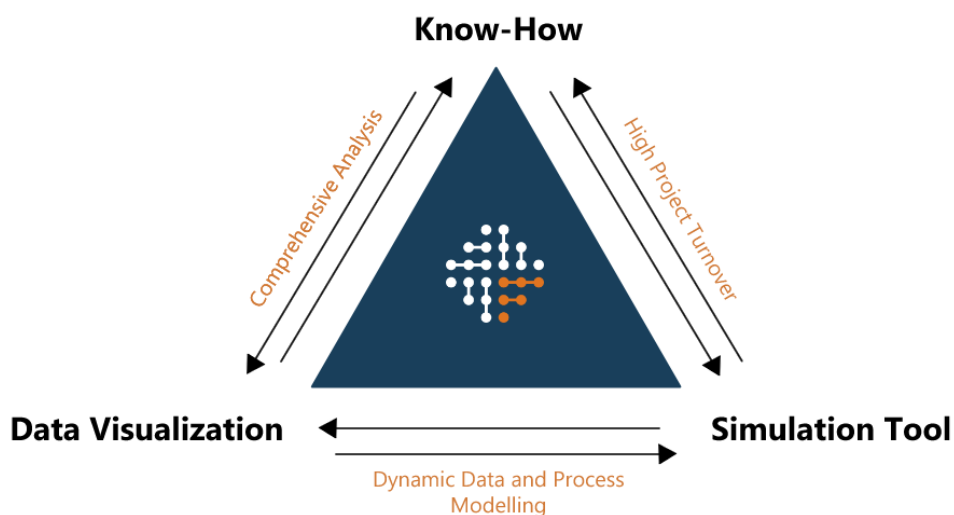 Know-How
Comprehensive Analysis
High Project Turnover
Data Visualization
Simulation Tool
Dynamic Data and Process
Modelling